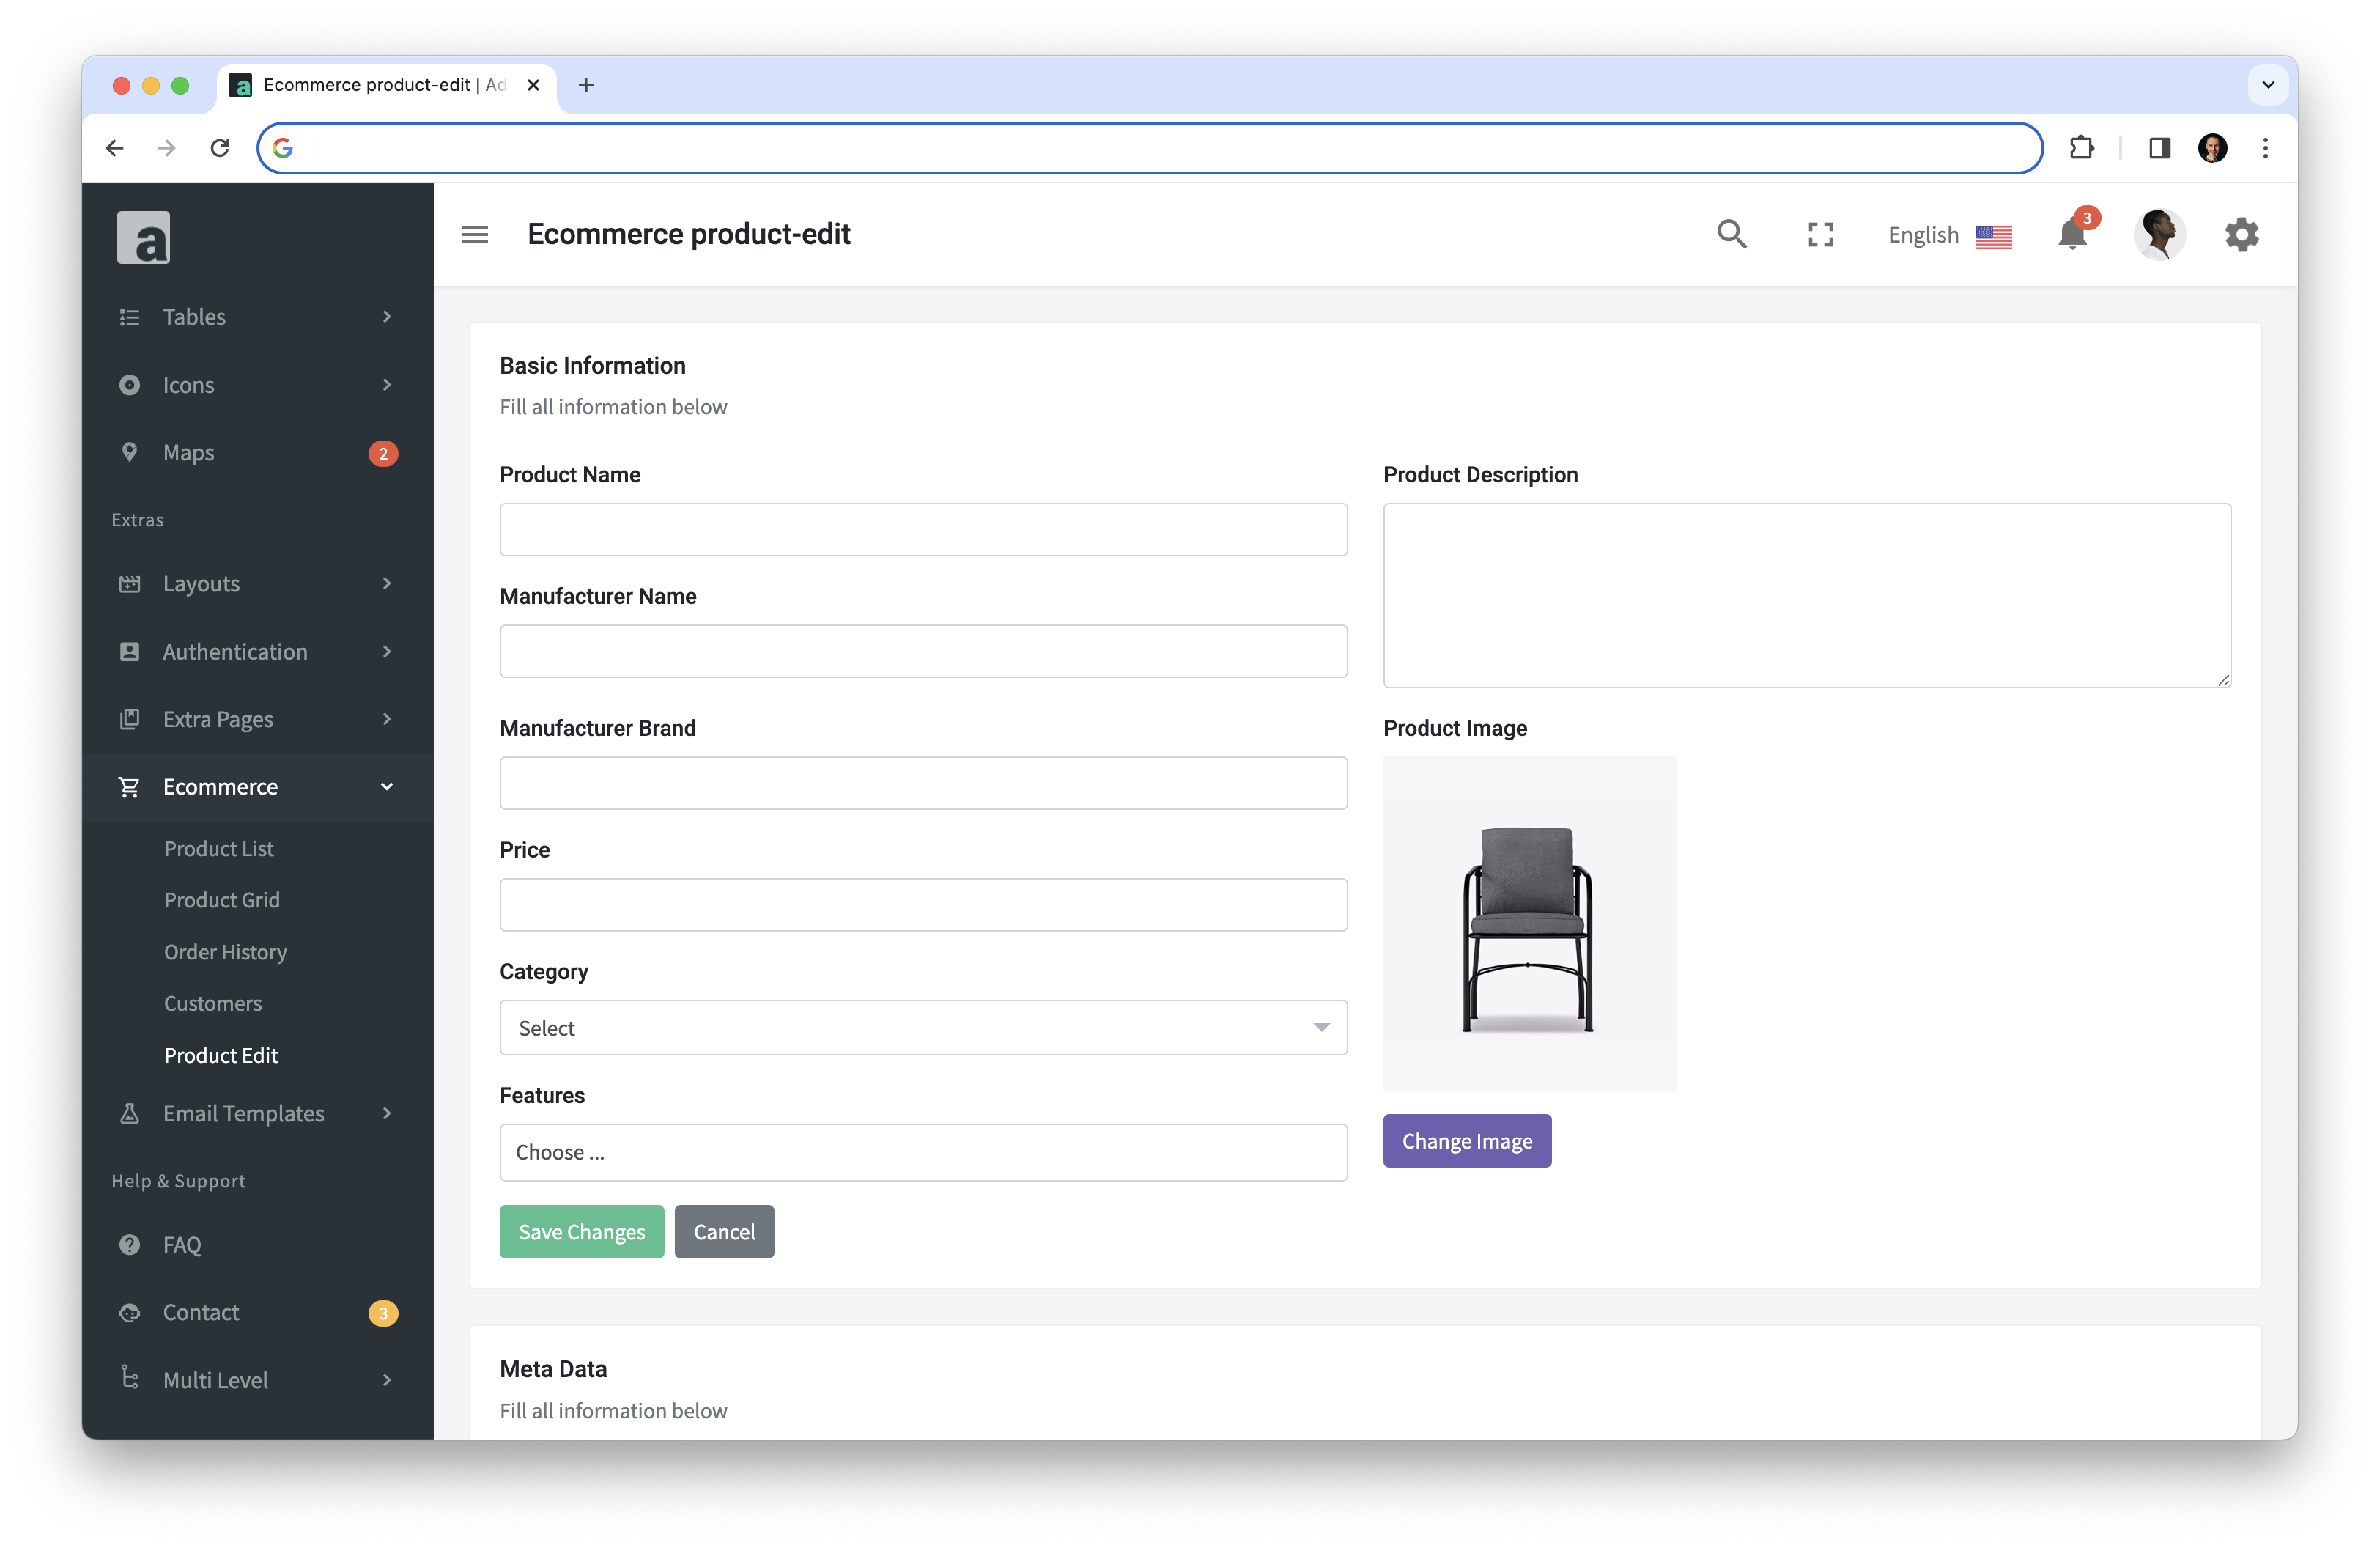 Ecommerce product-edit | Ad
a
Ecommerce product-edit
English
3
Tables
Icons
Maps
2
Extras
Layouts
Authentication
Extra Pages
Ecommerce
Product List
Product Grid
Order History
Customers
Product Edit
Email Templates
Help & Support
FAQ
Contact
3
Multi Level
Basic Information
Fill all information below
Product Name
Manufacturer Name
Manufacturer Brand
Price
Category
Select
Features
Choose ...
Save Changes
Cancel
Product Description
Product Image
Change Image
Meta Data
Fill all information below